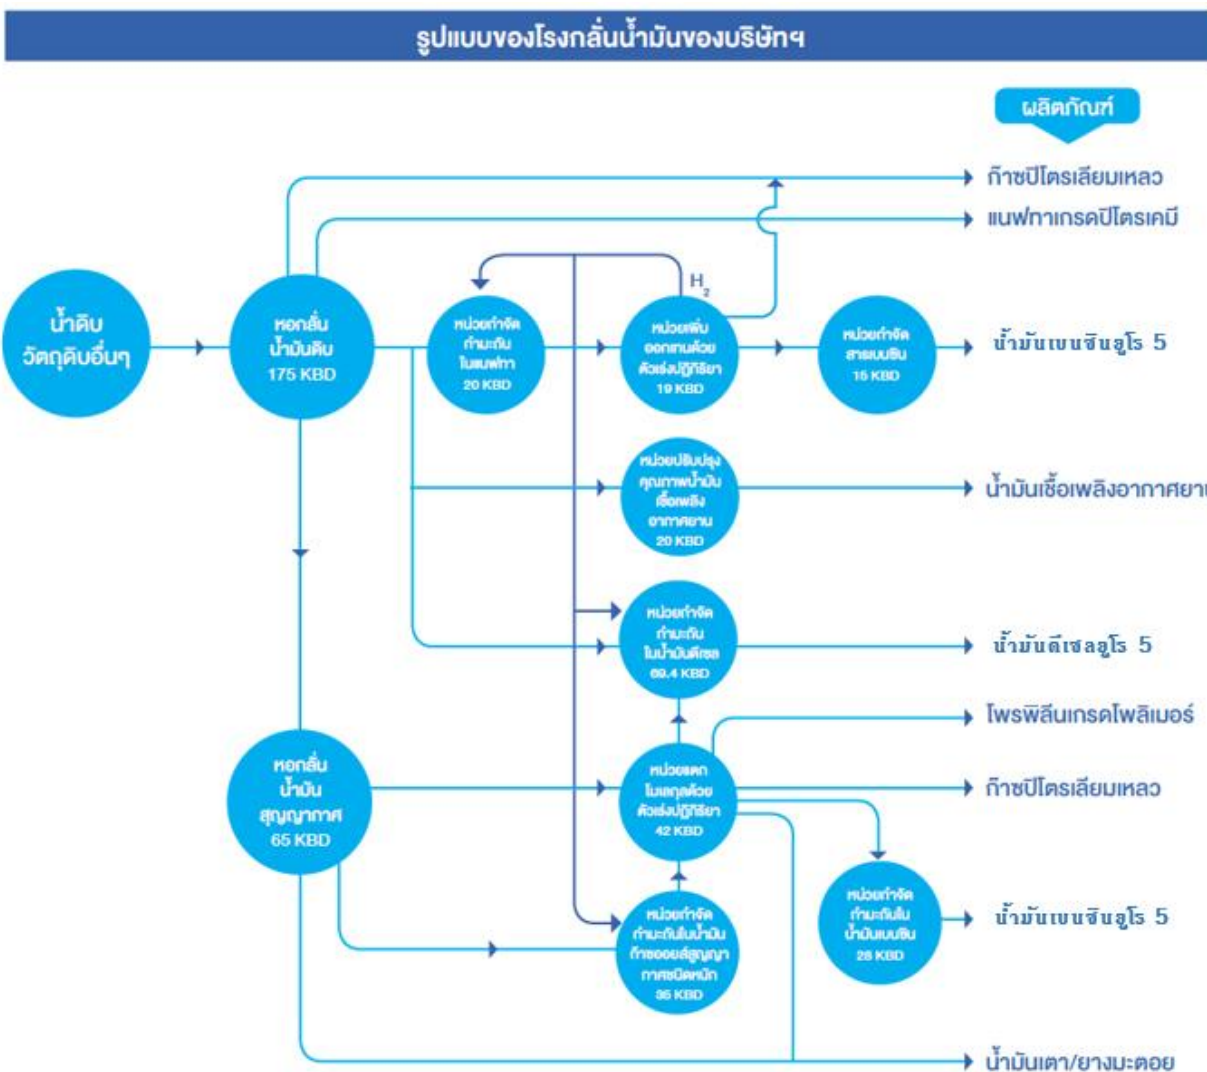 รูปแบบของโรงกลั่นน้ำมันของบริษัทฯ
ผลิตภัณฑ์
ก๊าซปิโตรเลียมเหลว
แนฟทาเกรดปิโตรเคมี
H₂
น้ำดิบ
วัตถุดิบอื่นๆ
หอกลั่น
น้ำมันดิบ
175 KBD
หน่วยกำจัด
กำมะถัน
ในแนฟทา
20 KBD
หน่วยเพิ่ม
ออกเทนด้วย
ตัวเร่งปฏิกิริยา
19 KBD
หน่วยกำจัด
สารเบนซิน
15 KBD
น้ำมันเบนซินยูโร 5
หน่วยปรับปรุง
คุณภาพน้ำมัน
เชื้อเพลิง
อากาศยาน
20 KBD
น้ำมันเชื้อเพลิงอากาศยาน
หน่วยกำจัด
กำมะถัน
ในน้ำมันดีเซล
69.4 KBD
น้ำมันดีเซลยูโร 5
โพรพิลีนเกรดโพลิเมอร์
หอกลั่น
น้ำมัน
สุญญากาศ
65 KBD
หน่วยแตก
โมเลกุลด้วย
ตัวเร่งปฏิกิริยา
42 KBD
ก๊าซปิโตรเลียมเหลว
หน่วยกำจัด
กำมะถันในน้ำมัน
ก๊าซออยล์สูญญา
กาศชนิดหนัก
35 KBD
หน่วยกำจัด
กำมะถันใน
น้ำมันเบนซิน
28 KBD
น้ำมันเบนซินยูโร 5
น้ำมันเตา/ยางมะตอย